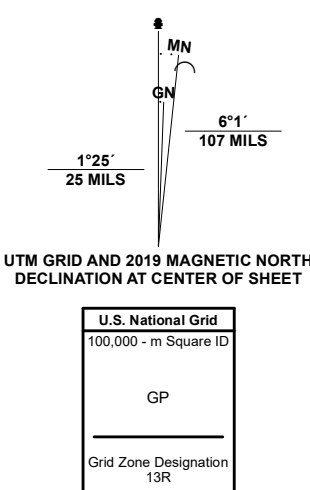 MN
GN
6°1´
107 MILS
1°25´
25 MILS
UTM GRID AND 2019 MAGNETIC NORTH
DECLINATION AT CENTER OF SHEET
U.S. National Grid
100,000 - m Square ID
GP
Grid Zone Designation
13R